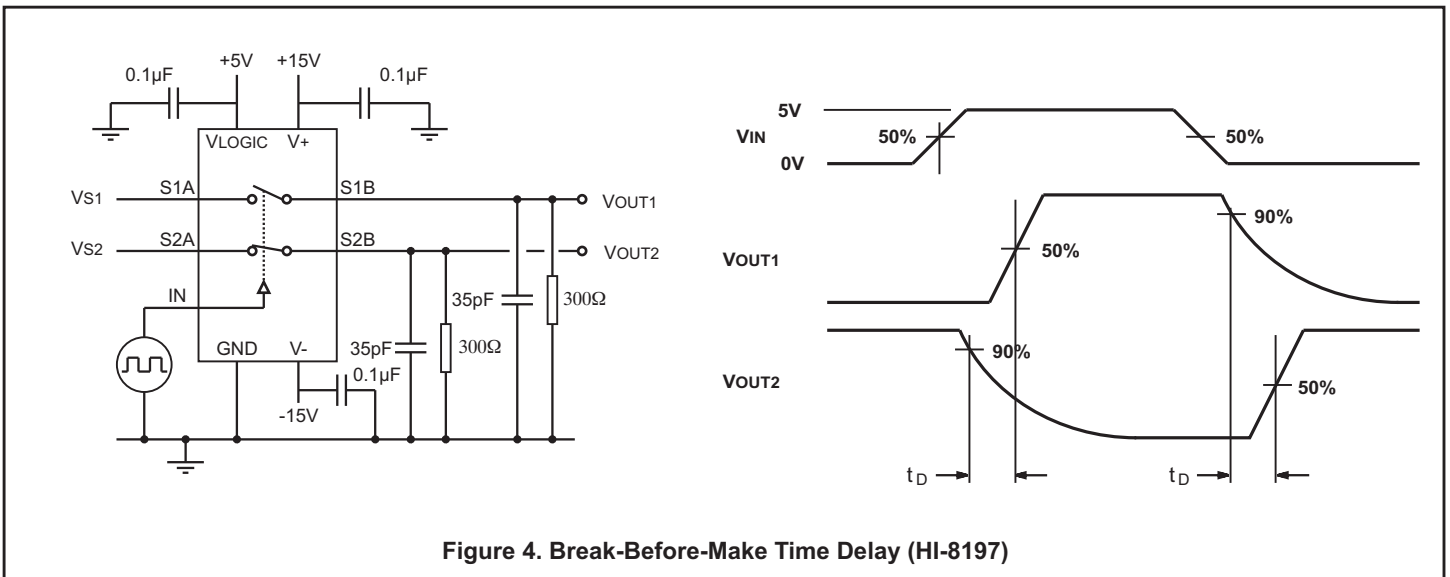 +5V
+15V
0.1µF
0.1µF
VLOGIC
V+
VS1
S1A
S1B
VOUT1
VS2
S2A
S2B
VOUT2
IN
35pF
300Ω
GND
V-
35pF
300Ω
0.1µF
-15V
5V
VIN
50%
50%
0V
90%
VOUT1
50%
90%
VOUT2
50%
tD
tD
Figure 4. Break-Before-Make Time Delay (HI-8197)